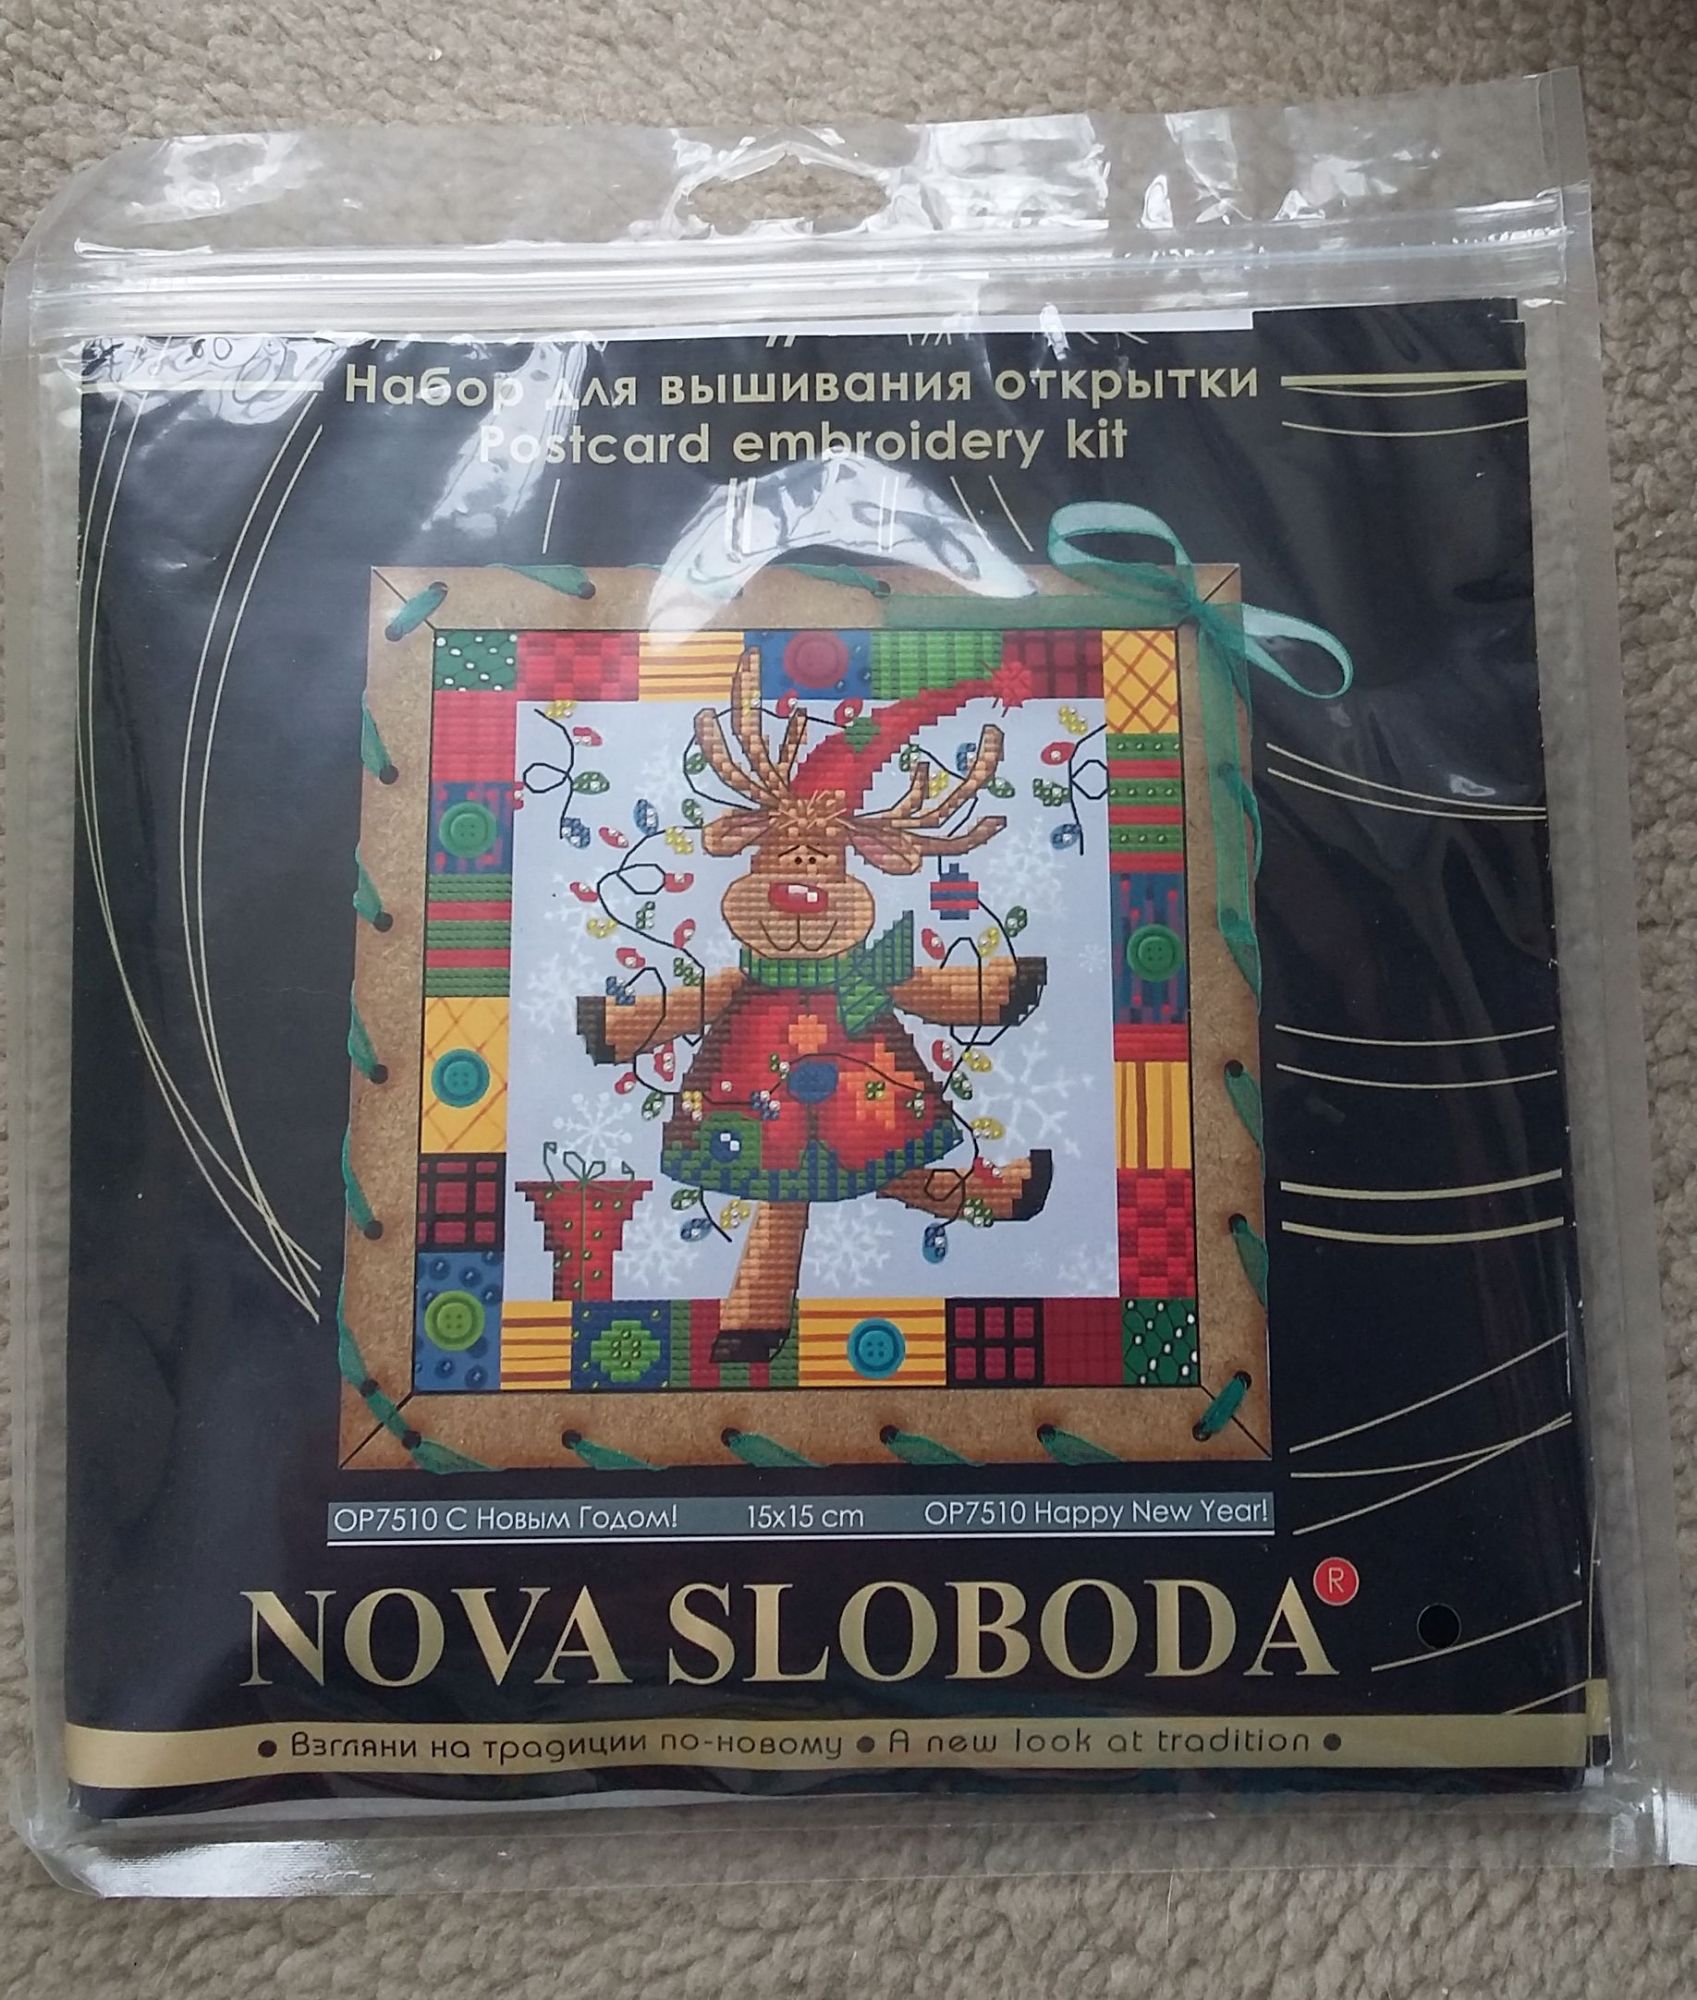 Набор для вышивания открытки
Postcard embroidery kit
ОР7510 С Новым Годом! 15x15 cm OP7510 Happy New Year!
NOVA SLOBODA ®
• Взгляни на традиции по-новому • A new look at tradition •